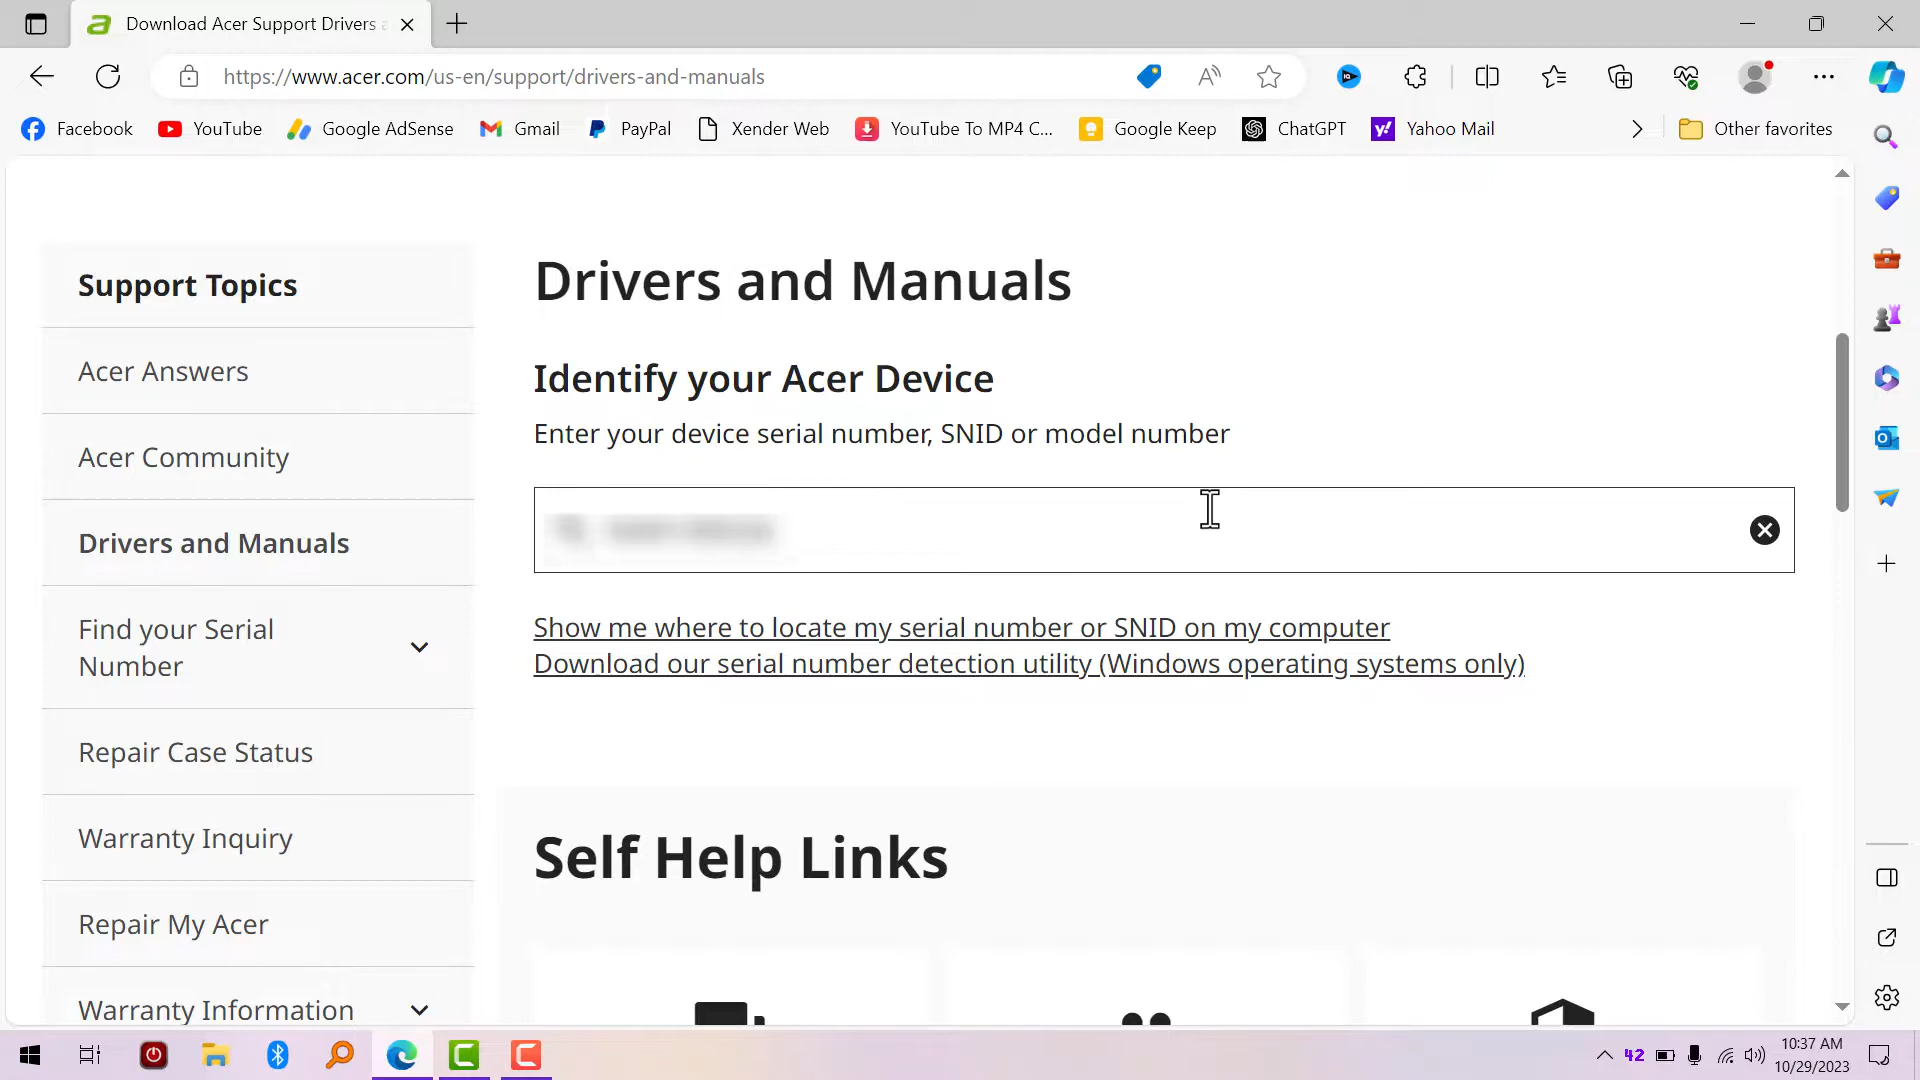 Download Acer Support Drivers a
https://www.acer.com/us-en/support/drivers-and-manuals
Facebook
YouTube
Google AdSense
Gmail
PayPal
Xender Web
YouTube To MP4 C...
Google Keep
ChatGPT
Yahoo Mail
Other favorites
Support Topics
Acer Answers
Acer Community
Drivers and Manuals
Find your Serial
Number
Repair Case Status
Warranty Inquiry
Repair My Acer
Warranty Information
Drivers and Manuals
Identify your Acer Device
Enter your device serial number, SNID or model number
Show me where to locate my serial number or SNID on my computer
Download our serial number detection utility (Windows operating systems only)
Self Help Links
42
10:37 AM
10/29/2023